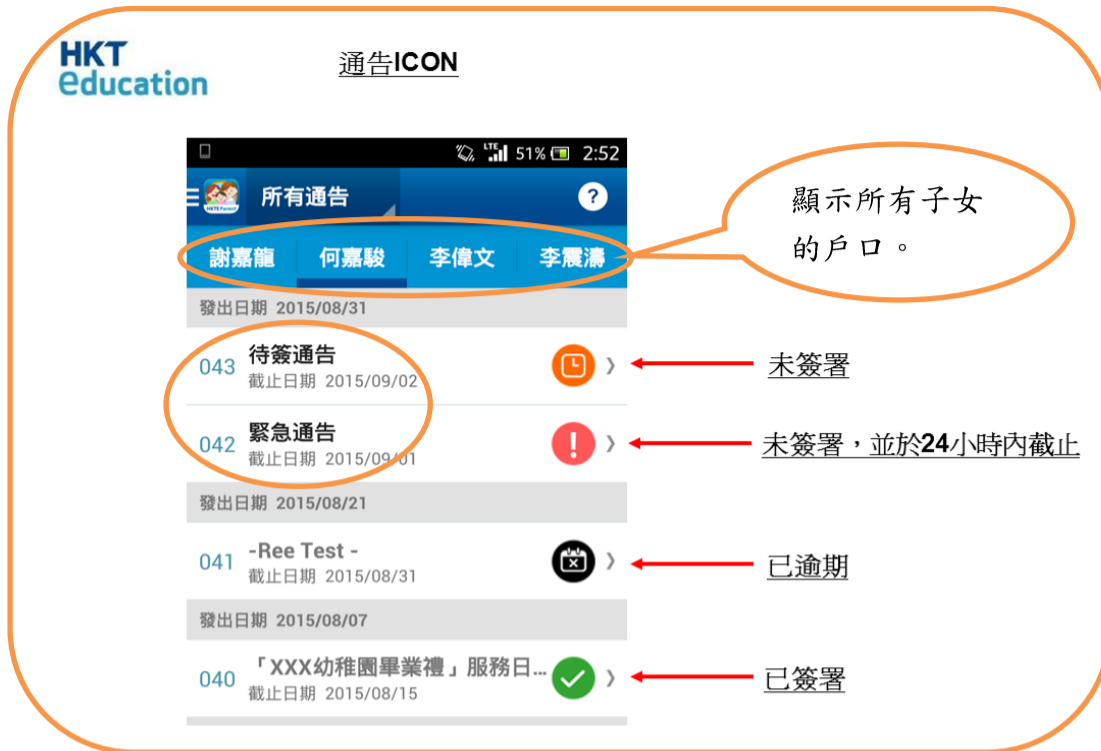 HKT
education
通告ICON
LTE 51% 2:52
HKTE Parent
所有通告 ?
謝嘉龍 何嘉駿 李偉文 李震濤
顯示所有子女
的戶口。
發出日期 2015/08/31
043 待簽通告
截止日期 2015/09/02
未簽署
042 緊急通告
截止日期 2015/09/01
未簽署，並於24小時內截止
發出日期 2015/08/21
041 -Ree Test -
截止日期 2015/08/31
已逾期
發出日期 2015/08/07
040 「XXX幼稚園畢業禮」服務日...
截止日期 2015/08/15
已簽署